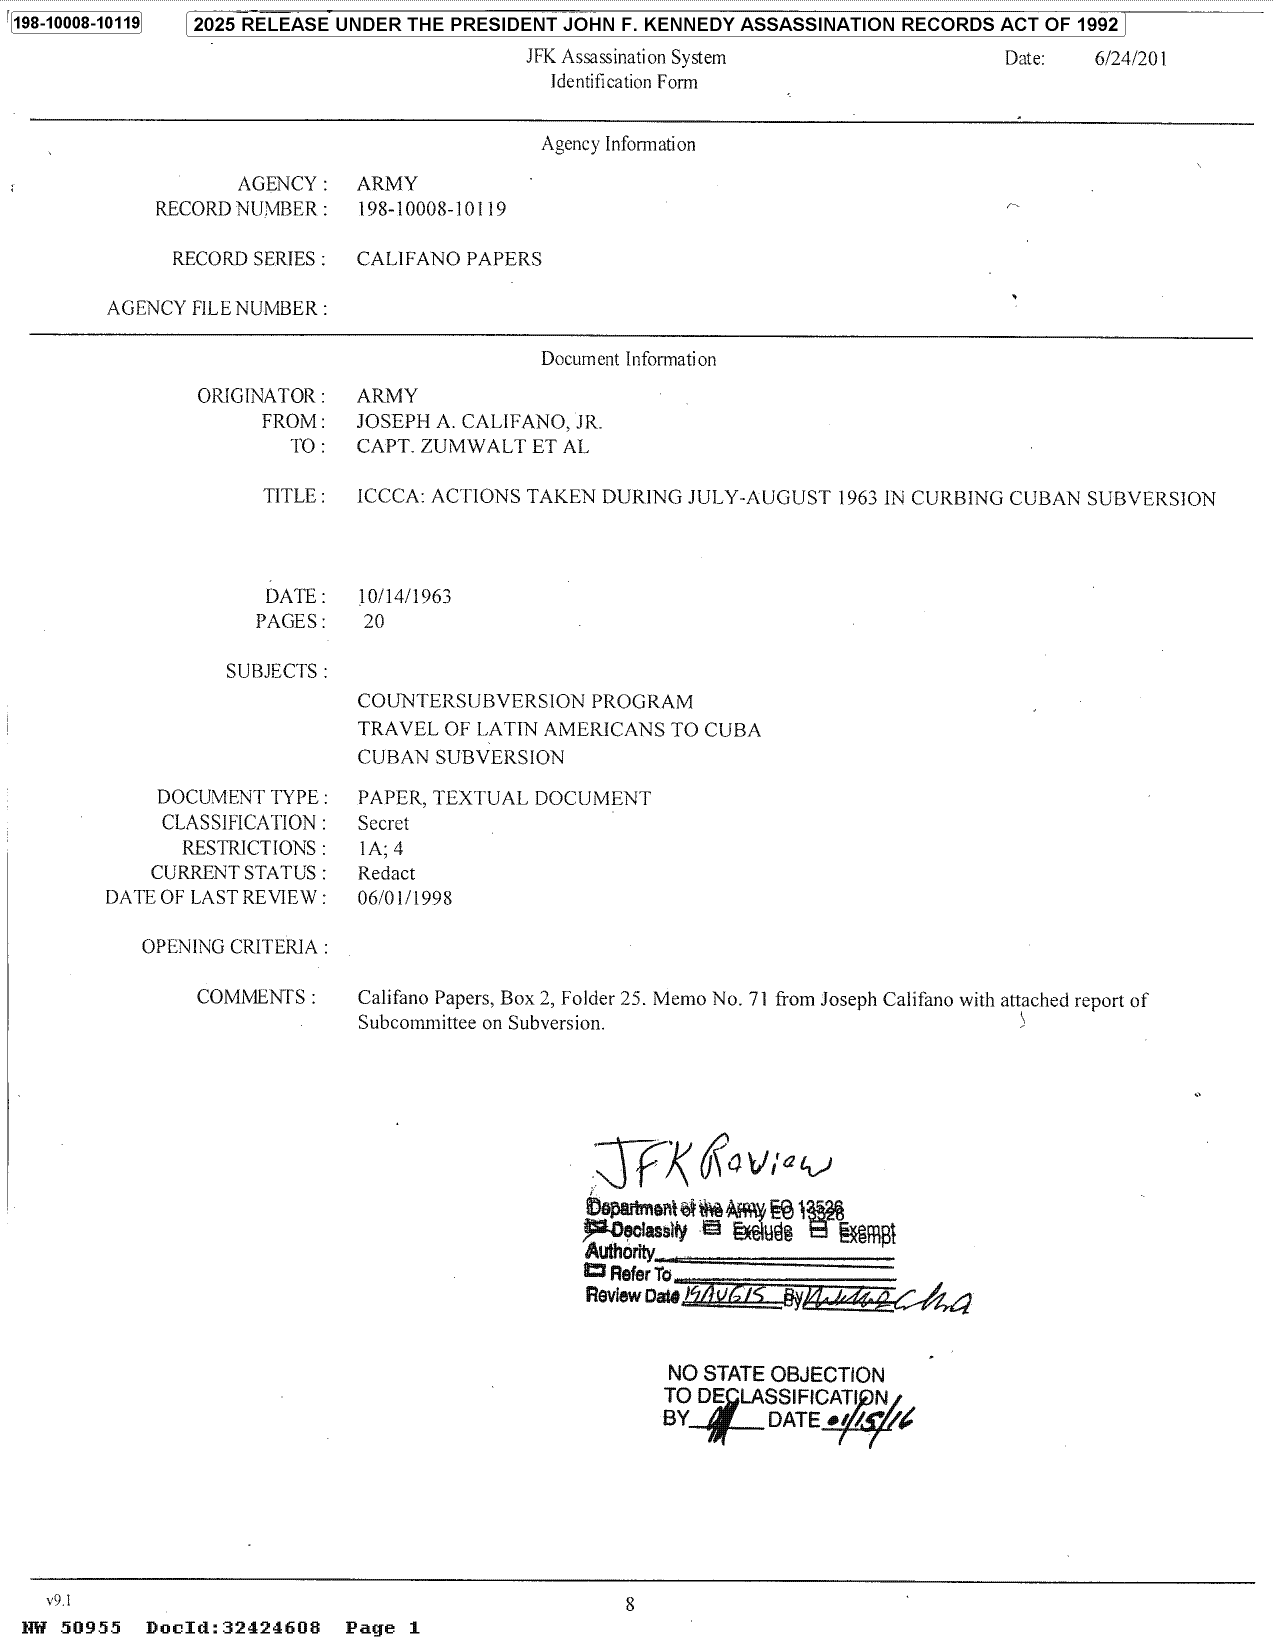 198-10008-10119
2025 RELEASE UNDER THE PRESIDENT JOHN F. KENNEDY ASSASSINATION RECORDS ACT OF 1992
JFK Assassination System
Identification Form
Date: 6/24/201
Agency Information
AGENCY : ARMY
RECORD NUMBER : 198-10008-10119
RECORD SERIES : CALIFANO PAPERS
AGENCY FILE NUMBER :
Document Information
ORIGINATOR : ARMY
FROM : JOSEPH A. CALIFANO, JR.
TO : CAPT. ZUMWALT ET AL
TITLE : ICCCA: ACTIONS TAKEN DURING JULY-AUGUST 1963 IN CURBING CUBAN SUBVERSION
DATE : 10/14/1963
PAGES : 20
SUBJECTS :
COUNTERSUBVERSION PROGRAM
TRAVEL OF LATIN AMERICANS TO CUBA
CUBAN SUBVERSION
DOCUMENT TYPE : PAPER, TEXTUAL DOCUMENT
CLASSIFICATION : Secret
RESTRICTIONS : 1A; 4
CURRENT STATUS : Redact
DATE OF LAST REVIEW : 06/01/1998
OPENING CRITERIA :
COMMENTS : Califano Papers, Box 2, Folder 25. Memo No. 71 from Joseph Califano with attached report of
Subcommittee on Subversion.
JFK Review
Department of the Army EO 13526
Declassify Exclude Exempt
Authority
Refer To
Review Date 19AUG15 By
NO STATE OBJECTION
TO DECLASSIFICATION
BY DATE 01/15/16
v9.1
8
NW 50955 DocId:32424608 Page 1